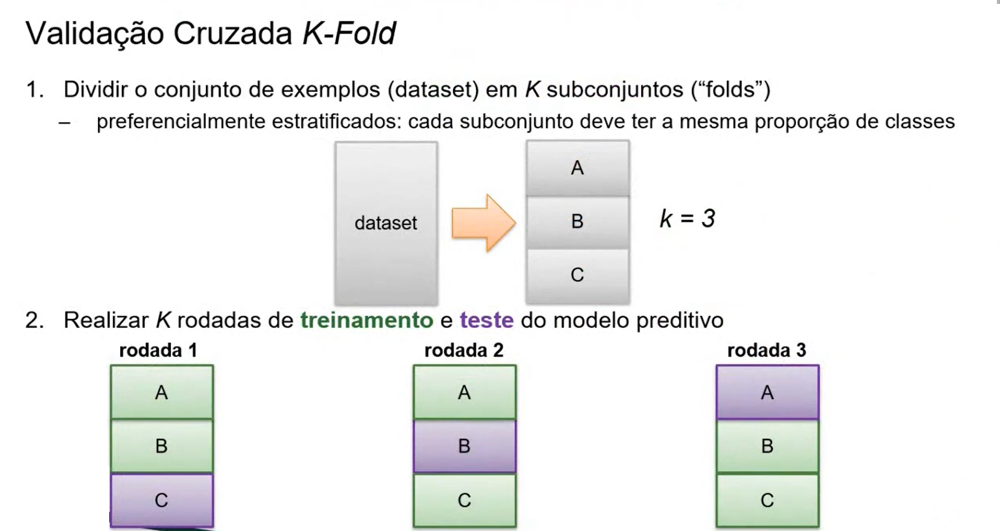 Validação Cruzada K-Fold
1. Dividir o conjunto de exemplos (dataset) em K subconjuntos (“folds”)
– preferencialmente estratificados: cada subconjunto deve ter a mesma proporção de classes
dataset
A
B
C
k = 3
2. Realizar K rodadas de treinamento e teste do modelo preditivo
rodada 1
A
B
C
rodada 2
A
B
C
rodada 3
A
B
C